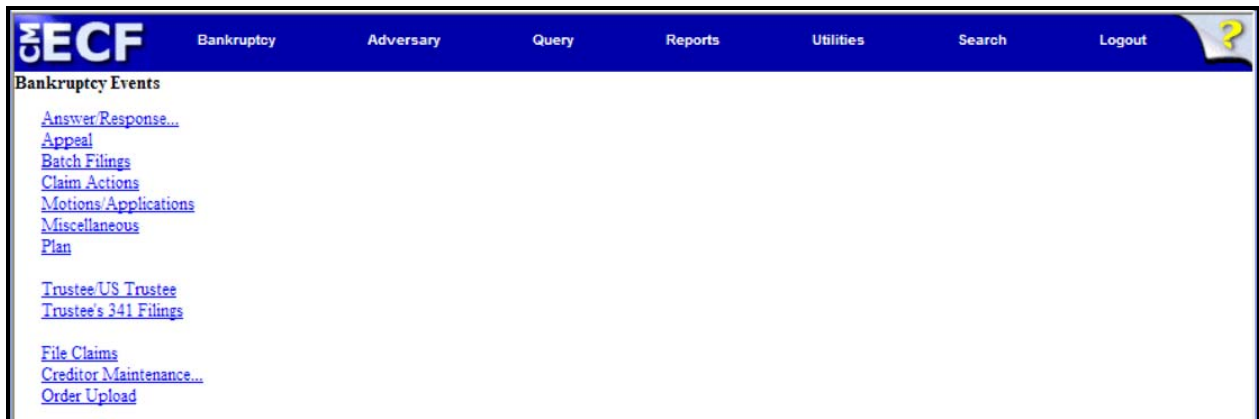 CM ECF Bankruptcy Adversary Query Reports Utilities Search Logout ?
Bankruptcy Events
Answer/Response...
Appeal
Batch Filings
Claim Actions
Motions/Applications
Miscellaneous
Plan
Trustee/US Trustee
Trustee's 341 Filings
File Claims
Creditor Maintenance...
Order Upload